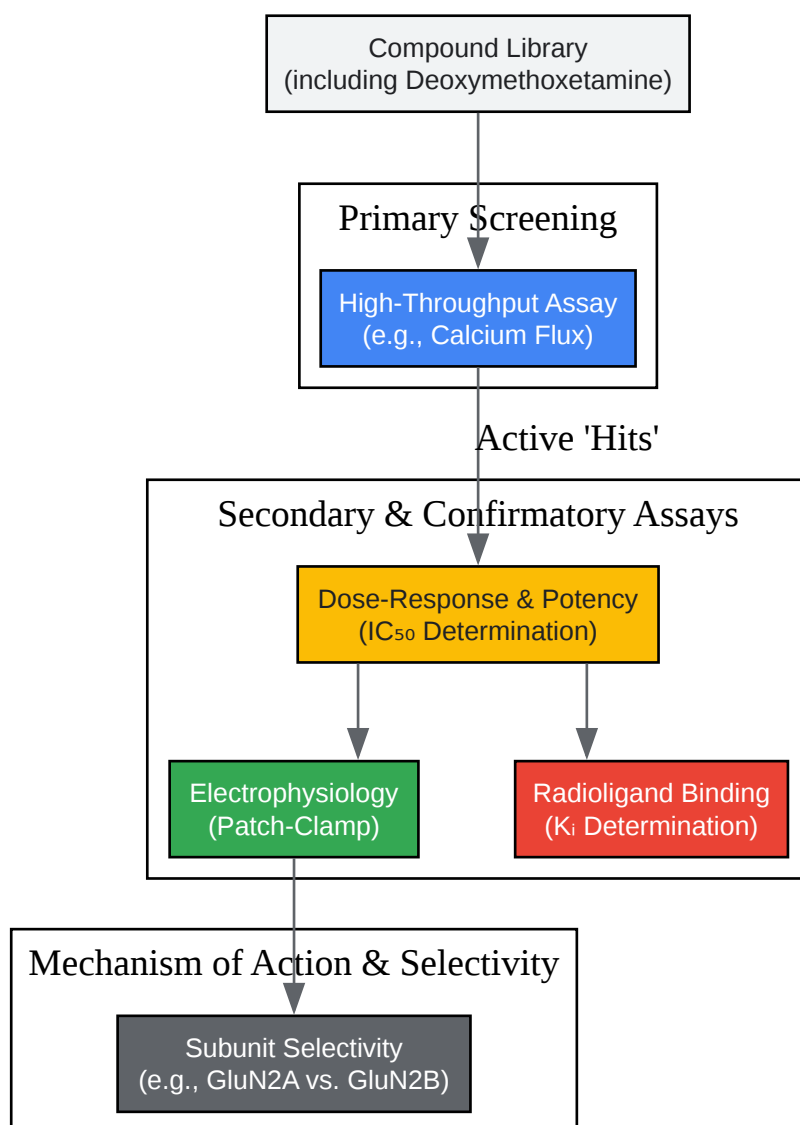 Compound Library
(including Deoxymethoxetamine)
Primary Screening
High-Throughput Assay
(e.g., Calcium Flux)
Active 'Hits'
Secondary & Confirmatory Assays
Dose-Response & Potency
(IC₅₀ Determination)
Electrophysiology
(Patch-Clamp)
Radioligand Binding
(Kᵢ Determination)
Mechanism of Action & Selectivity
Subunit Selectivity
(e.g., GluN2A vs. GluN2B)